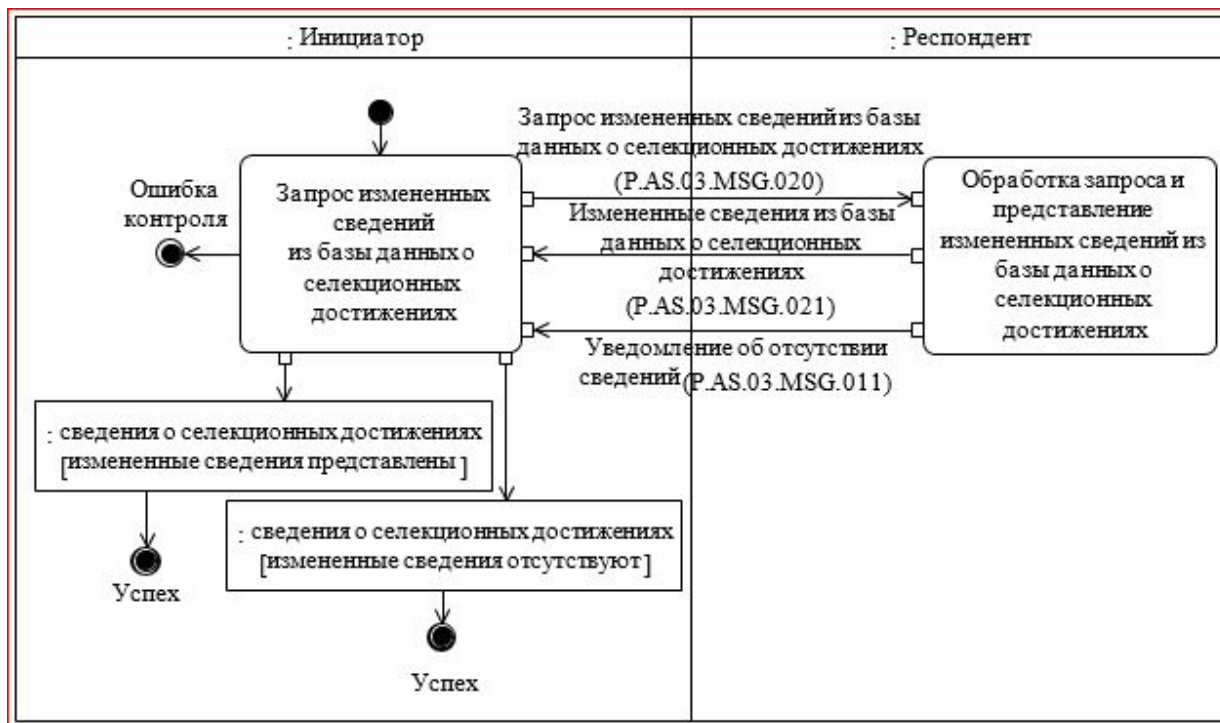 : Инициатор
: Респондент
Запрос измененных сведений из базы
данных о селекционных достижениях
(P.AS.03.MSG.020)
Ошибка
контроля
Запрос измененных
сведений
из базы данных о
селекционных
достижениях
Измененные сведения из базы
данных о селекционных
достижениях
(P.AS.03.MSG.021)
Обработка запроса и
представление
измененных сведений из
базы данных о
селекционных
достижениях
Уведомление об отсутствии
сведений (P.AS.03.MSG.011)
: сведения о селекционных достижениях
[измененные сведения представлены ]
: сведения о селекционных достижениях
[измененные сведения отсутствуют ]
Успех
Успех